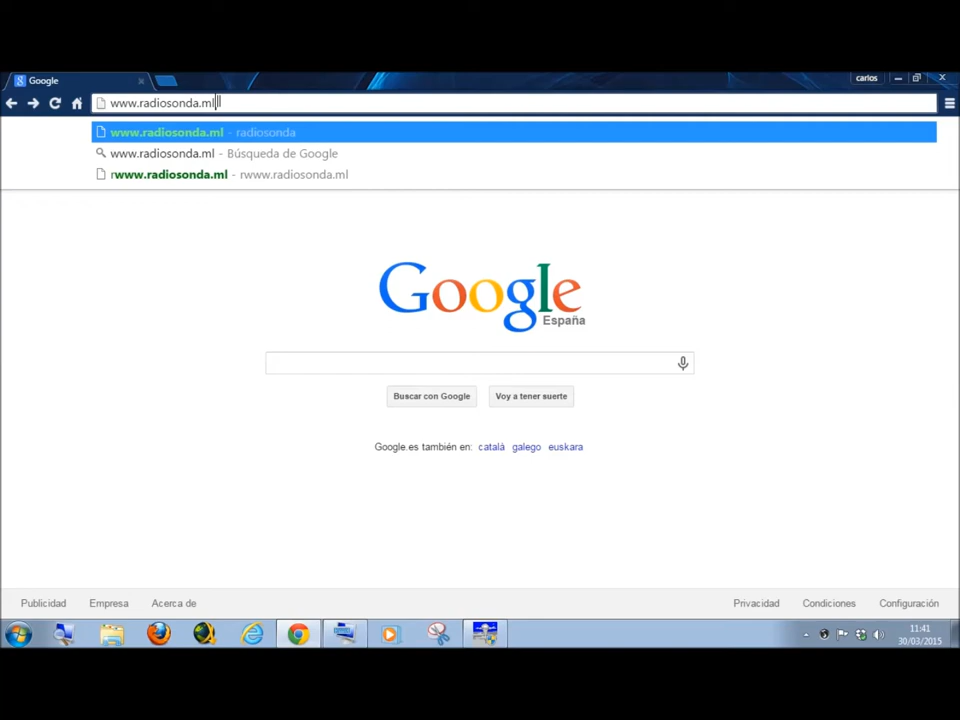 Google
carlos
www.radiosonda.ml
www.radiosonda.ml - radiosonda
www.radiosonda.ml - Búsqueda de Google
rwww.radiosonda.ml - rwww.radiosonda.ml
Google
España
Buscar con Google Voy a tener suerte
Google.es también en: català galego euskara
Publicidad Empresa Acerca de Privacidad Condiciones Configuración
11:41
30/03/2015